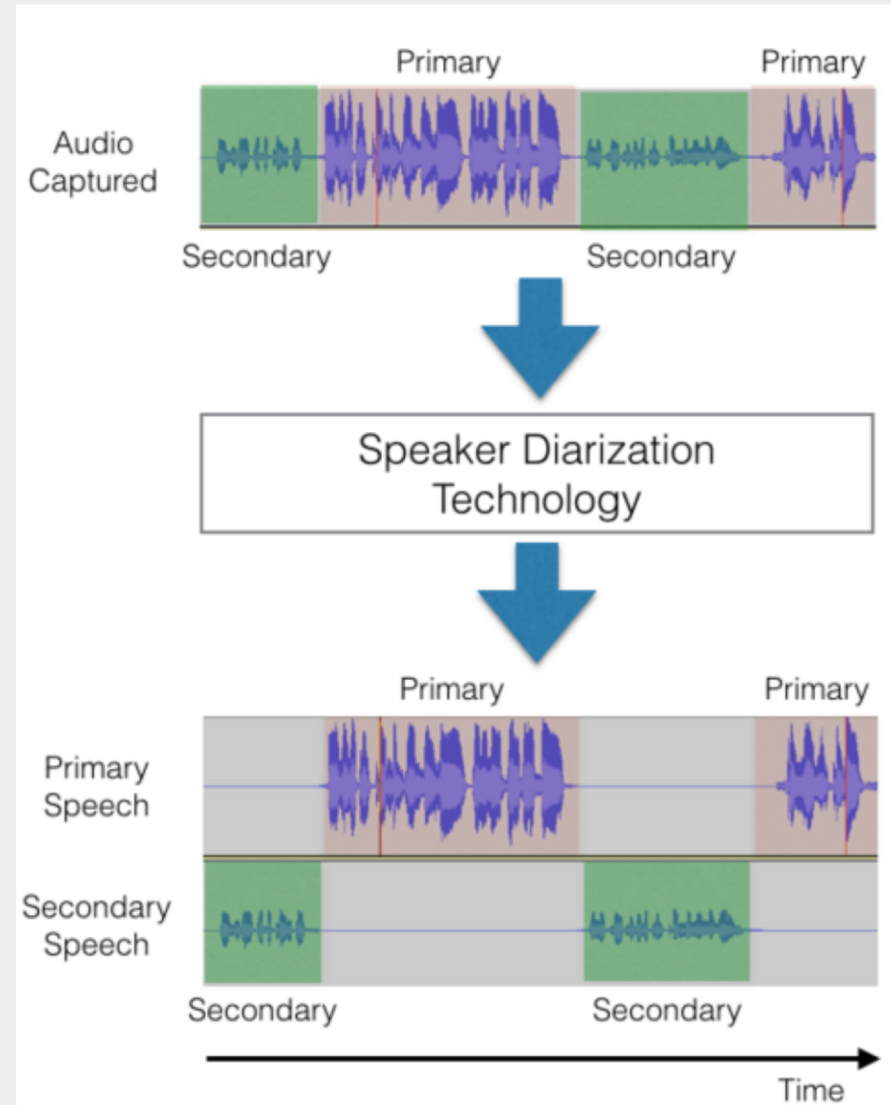 Primary
Primary
Audio
Captured
Secondary
Secondary
Speaker Diarization
Technology
Primary
Primary
Primary
Speech
Secondary
Speech
Secondary
Secondary
Time